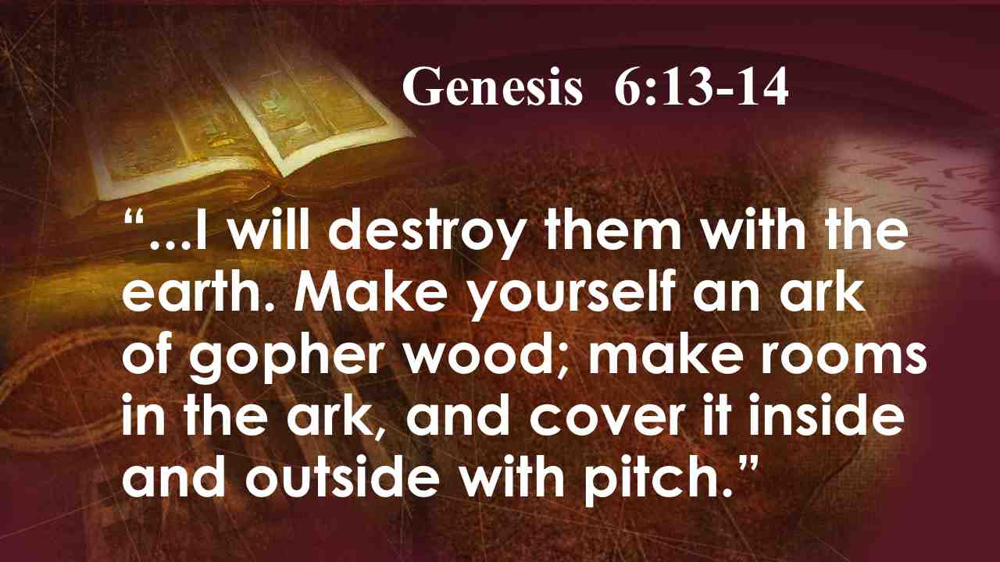 Genesis 6:13-14
“...I will destroy them with the
earth. Make yourself an ark
of gopher wood; make rooms
in the ark, and cover it inside
and outside with pitch.”